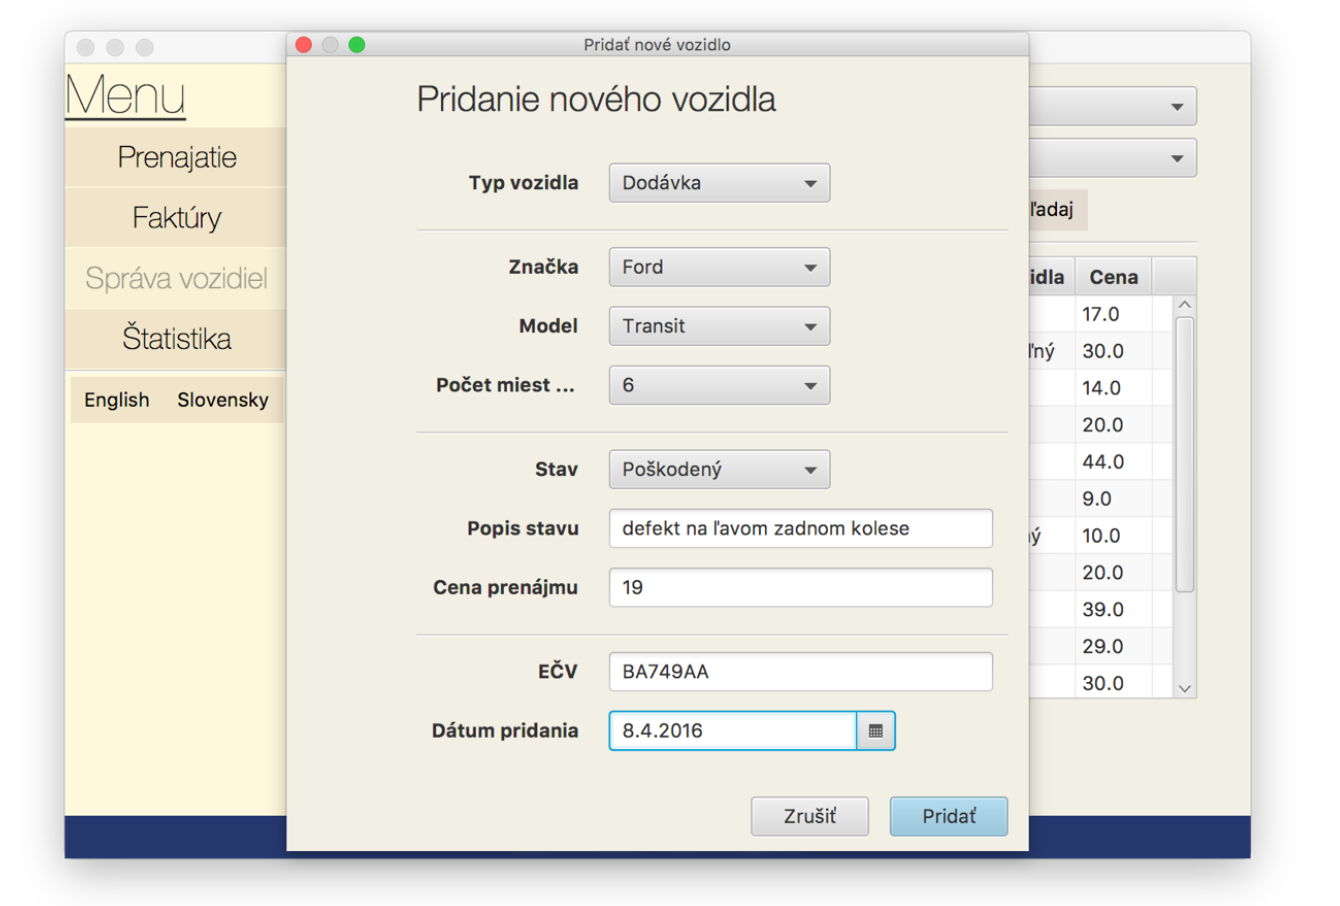 Pridať nové vozidlo
Menu
Prenajatie
Faktúry
Správa vozidiel
Štatistika
English Slovensky
Pridanie nového vozidla
Typ vozidla Dodávka
Značka Ford
Model Transit
Počet miest ... 6
Stav Poškodený
Popis stavu defekt na ľavom zadnom kolese
Cena prenájmu 19
EČV BA749AA
Dátum pridania 8.4.2016
Zrušiť Pridať
ľadaj
idla Cena
17.0
ľný 30.0
14.0
20.0
44.0
9.0
ý 10.0
20.0
39.0
29.0
30.0